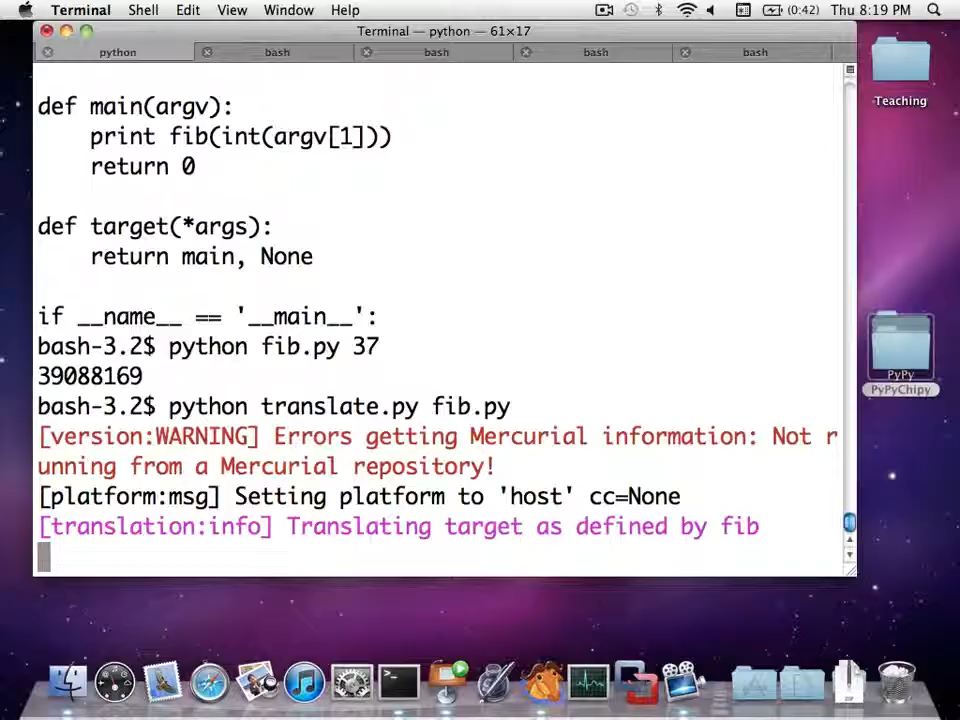 Terminal Shell Edit View Window Help (0:42) Thu 8:19 PM
Terminal — python — 61×17
python bash bash bash bash
def main(argv):
print fib(int(argv[1]))
return 0
def target(*args):
return main, None
if __name__ == '__main__':
bash-3.2$ python fib.py 37
39088169
bash-3.2$ python translate.py fib.py
[version:WARNING] Errors getting Mercurial information: Not r
unning from a Mercurial repository!
[platform:msg] Setting platform to 'host' cc=None
[translation:info] Translating target as defined by fib
Teaching
PyPy
PyPyChipy